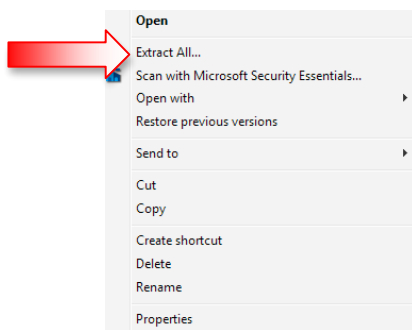 Open
Extract All...
Scan with Microsoft Security Essentials...
Open with
Restore previous versions
Send to
Cut
Copy
Create shortcut
Delete
Rename
Properties